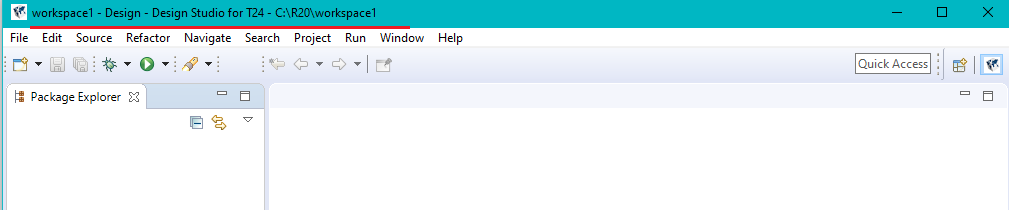 workspace1 - Design - Design Studio for T24 - C:\R20\workspace1
File Edit Source Refactor Navigate Search Project Run Window Help
Quick Access
Package Explorer